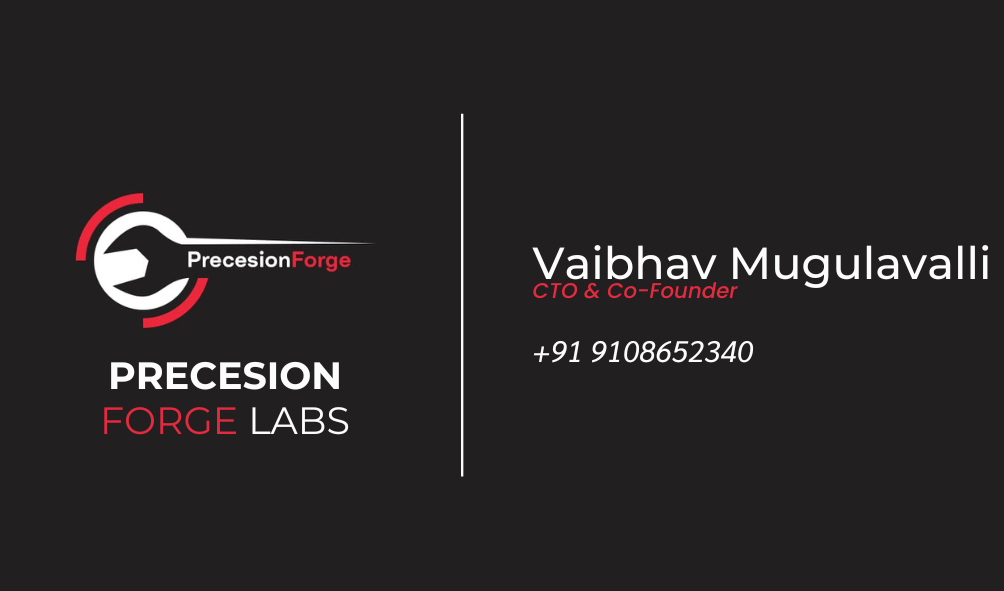 PrecesionForge
PRECESION
FORGE LABS
Vaibhav Mugulavalli
CTO & Co-Founder
+91 9108652340